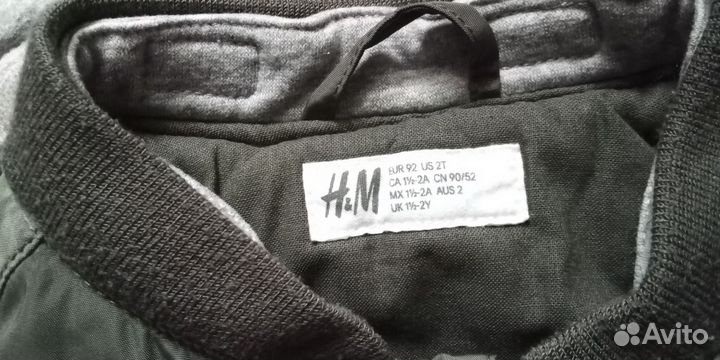 H&M
EUR 92 US 2T
CA 1½-2A CN 90/52
MX 1½-2A AUS 2
UK 1½-2Y
Avito